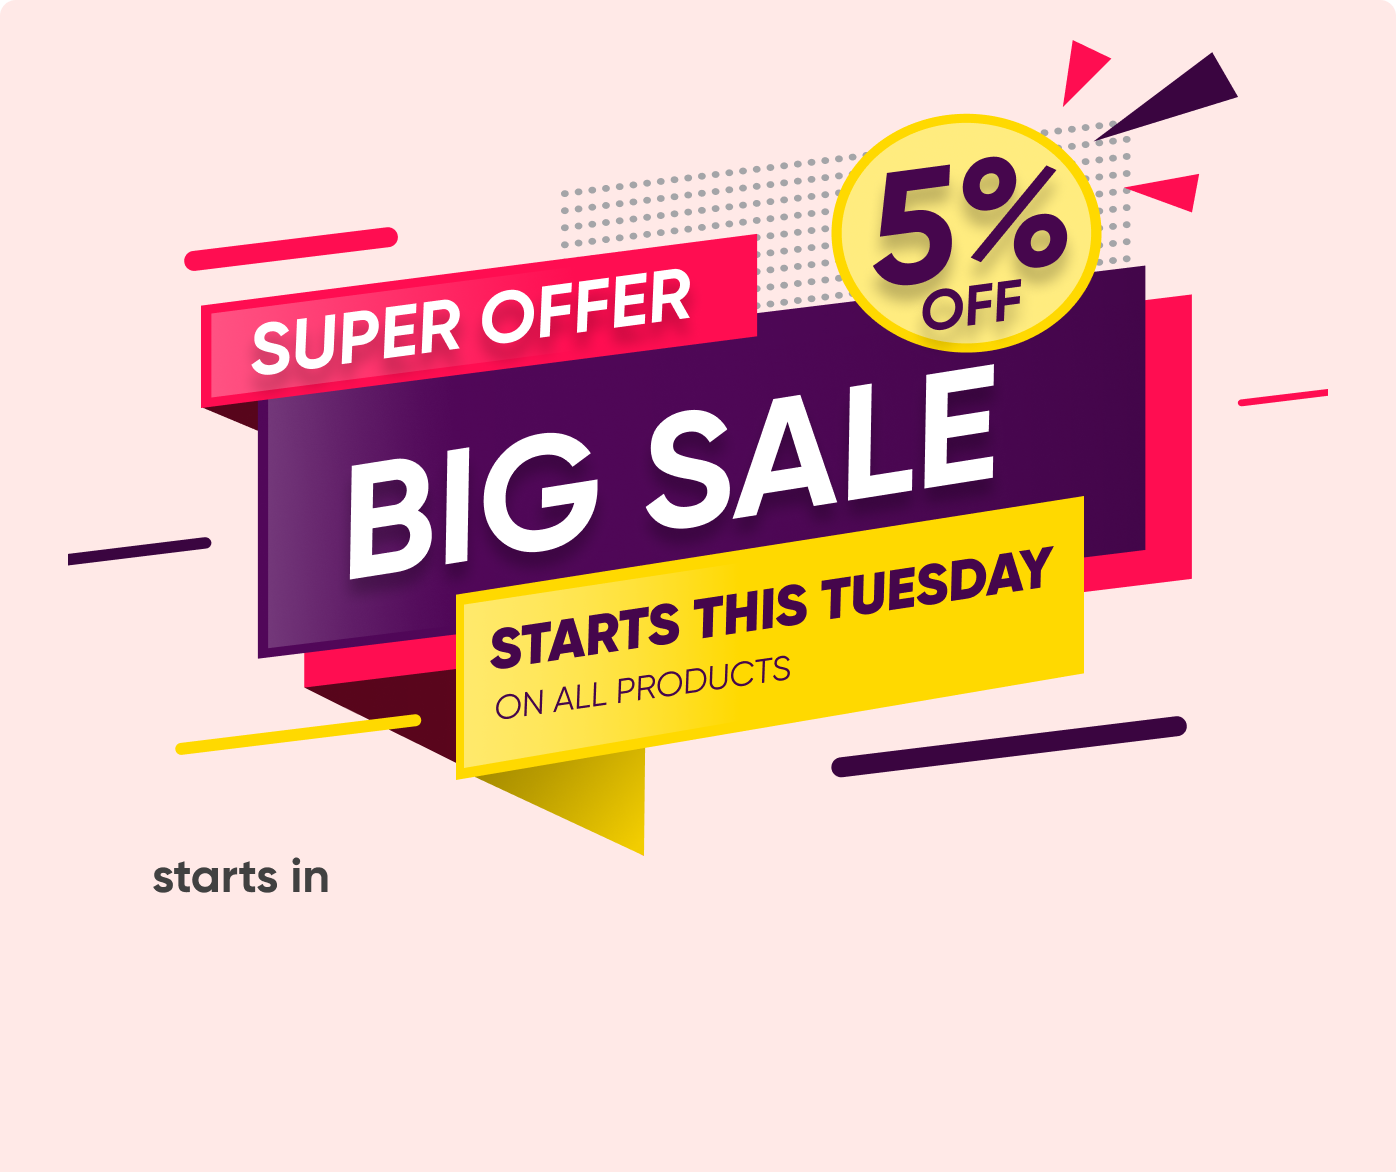 5%
OFF
SUPER OFFER
BIG SALE
STARTS THIS TUESDAY
ON ALL PRODUCTS
starts in